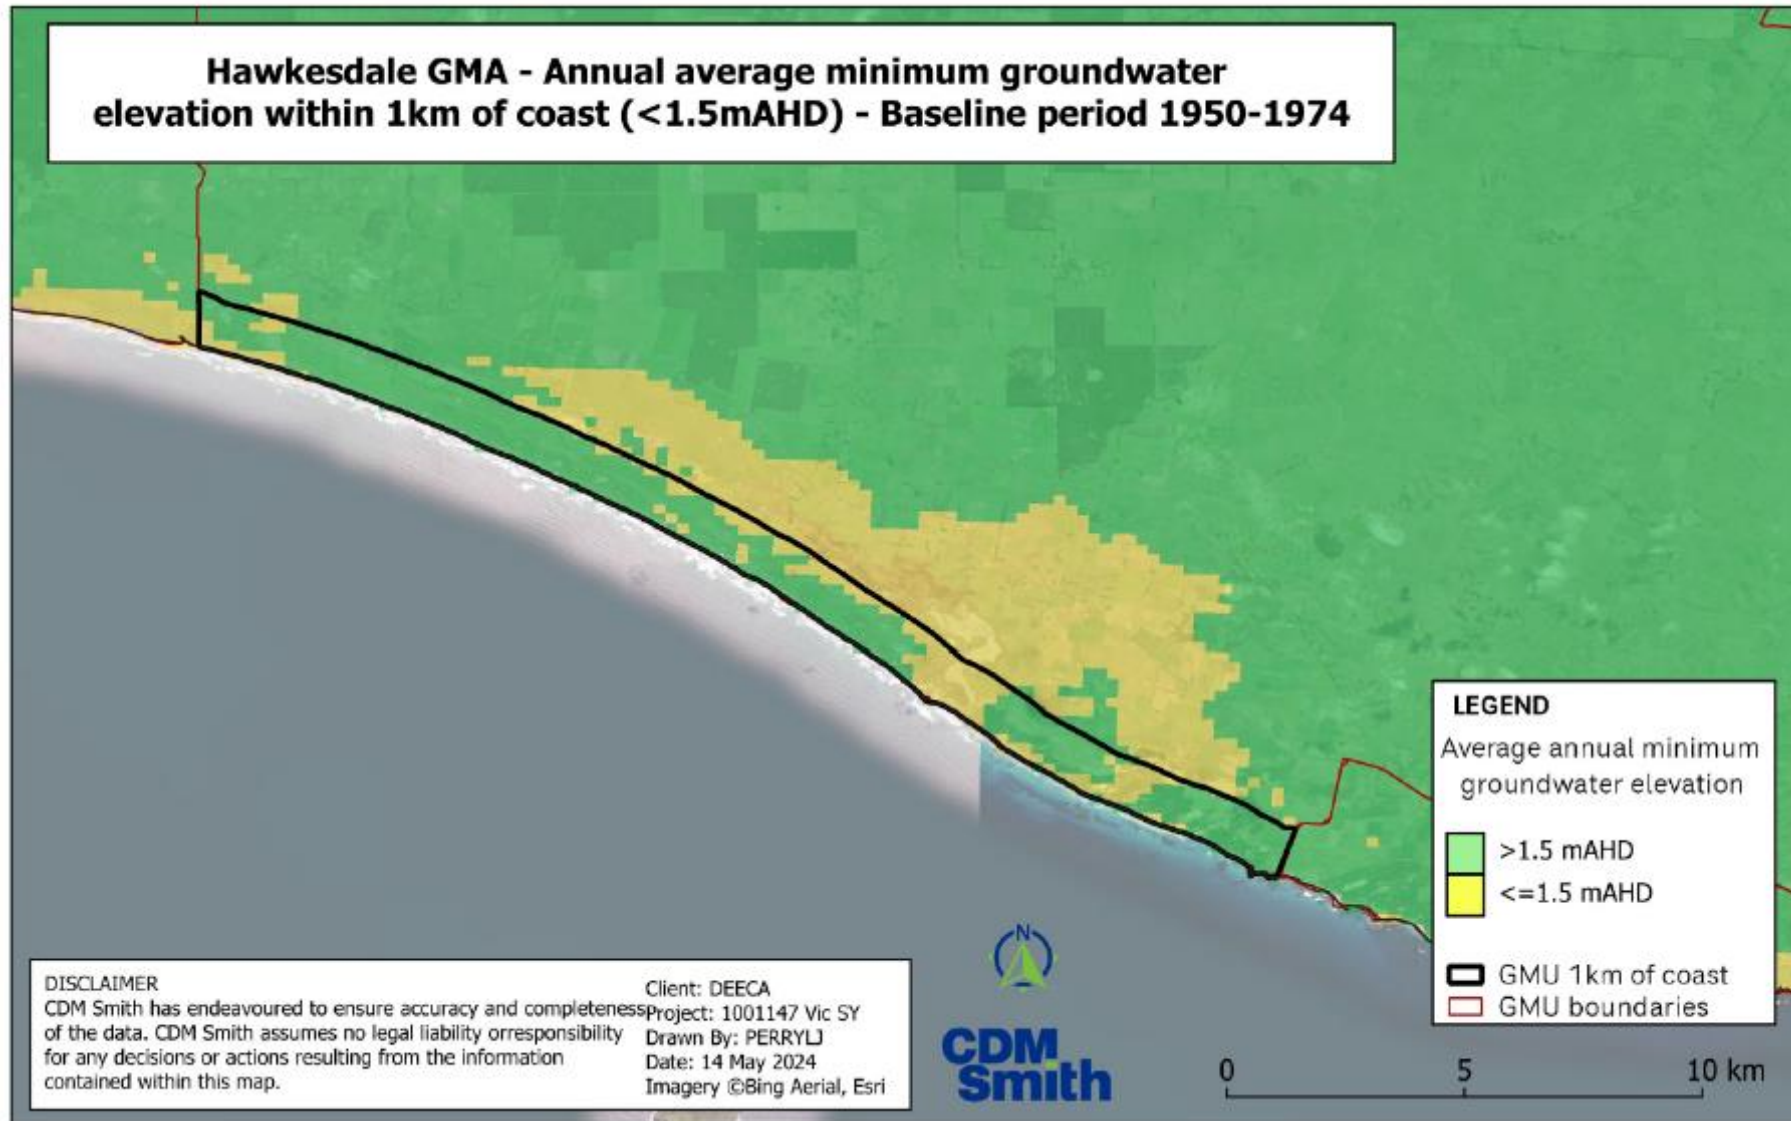 Hawkesdale GMA - Annual average minimum groundwater
elevation within 1km of coast (<1.5mAHD) - Baseline period 1950-1974
LEGEND
Average annual minimum
groundwater elevation
>1.5 mAHD
<=1.5 mAHD
GMU 1km of coast
GMU boundaries
DISCLAIMER
CDM Smith has endeavoured to ensure accuracy and completeness
of the data. CDM Smith assumes no legal liability orresponsibility
for any decisions or actions resulting from the information
contained within this map.
Client: DEECA
Project: 1001147 Vic SY
Drawn By: PERRYLJ
Date: 14 May 2024
Imagery ©Bing Aerial, Esri
N
CDM
Smith
0 5 10 km